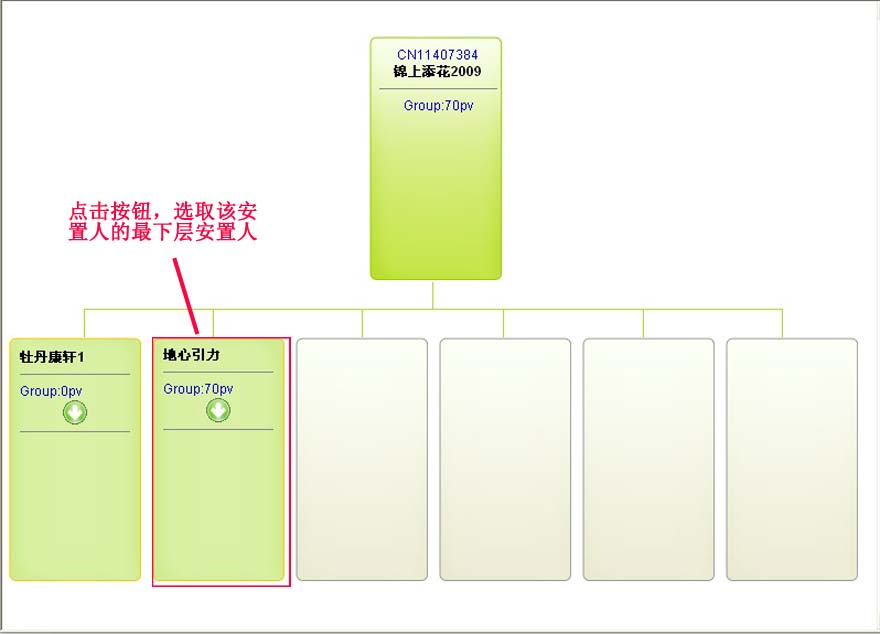 CN11407384
锦上添花2009
Group:70pv
点击按钮，选取该安
置人的最下层安置人
牡丹康轩1
Group:0pv
地心引力
Group:70pv